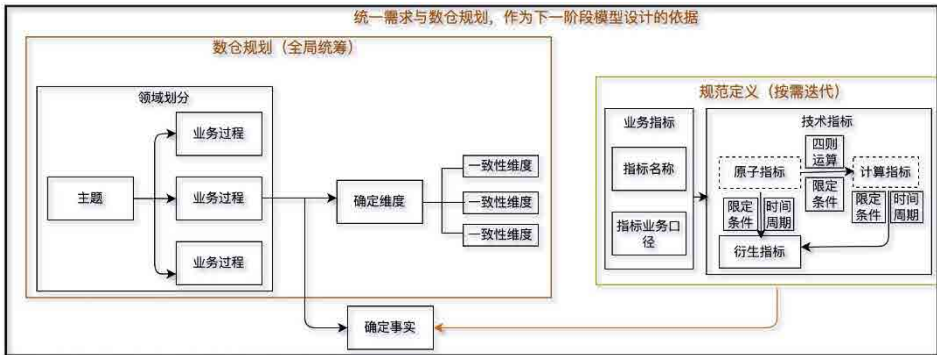 统一需求与数仓规划，作为下一阶段模型设计的依据
数仓规划（全局统筹）
领域划分
主题
业务过程
业务过程
业务过程
确定维度
一致性维度
一致性维度
一致性维度
确定事实
规范定义（按需迭代）
业务指标
指标名称
指标业务口
径
技术指标
原子指标
四则
运算
限定
条件
计算指标
限定
条件
时间
周期
限定
条件
时间
周期
衍生指标